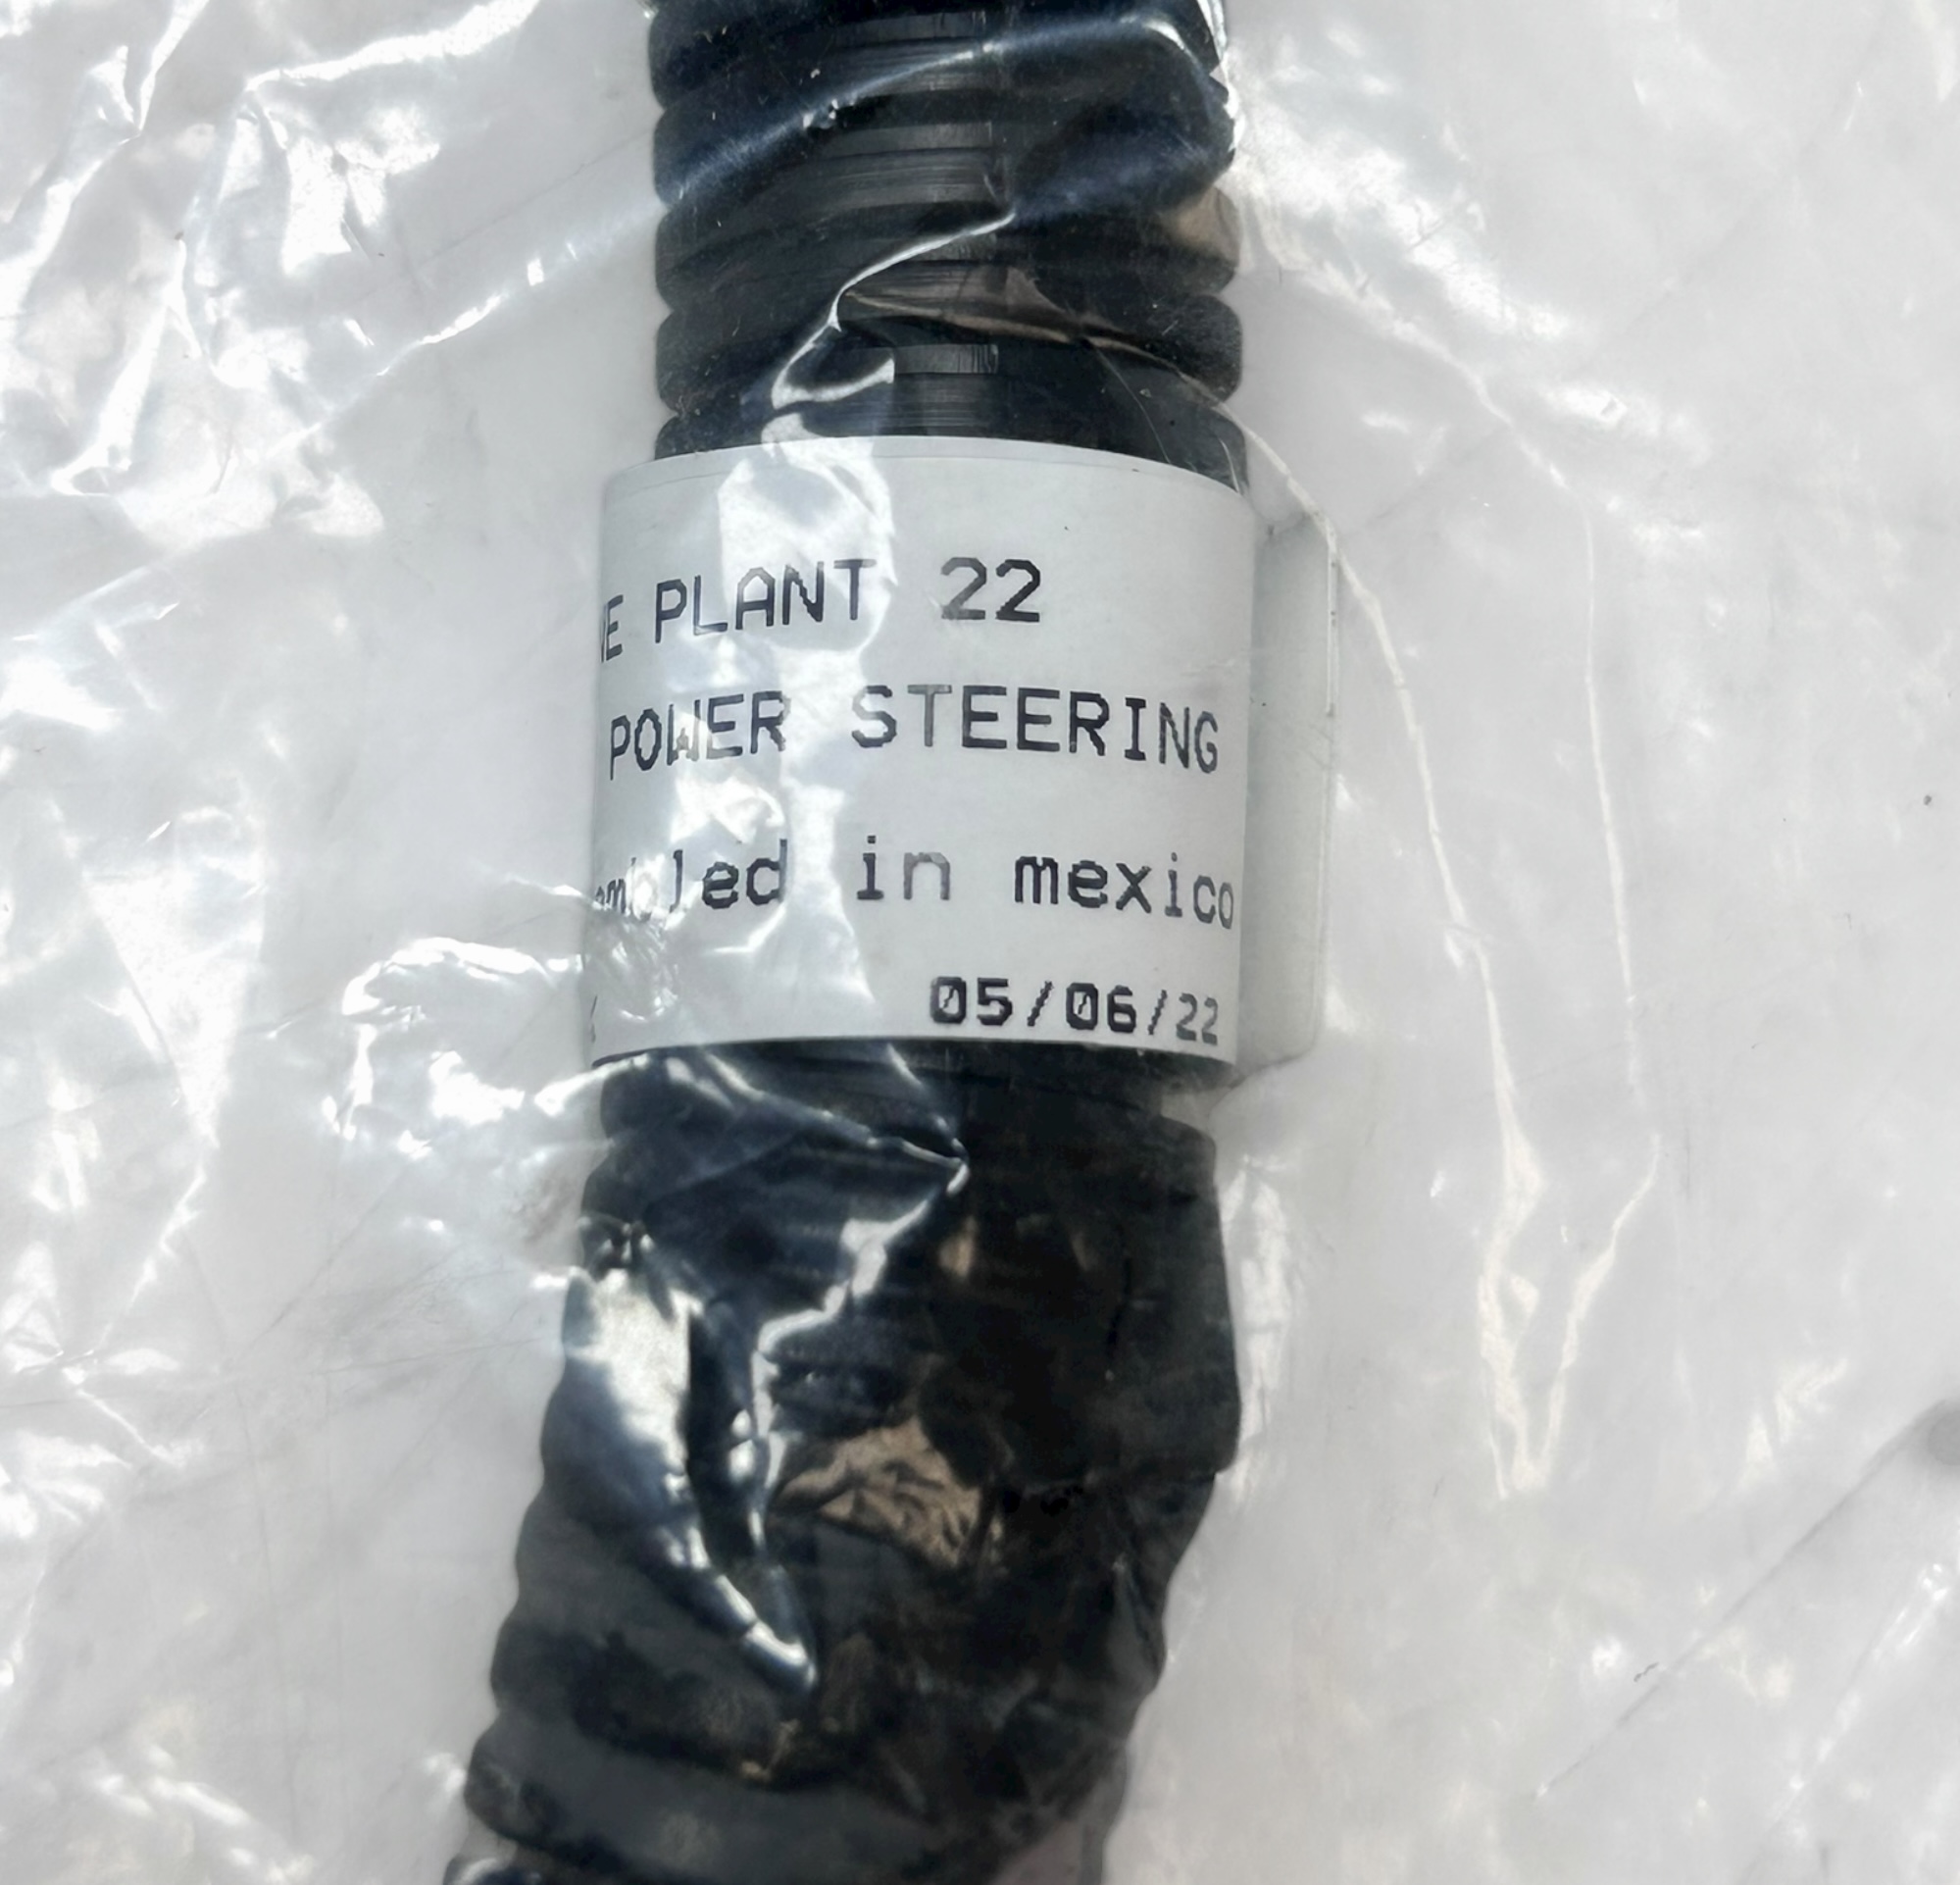 PLANT 22
POWER STEERING
in mexico
05/06/22